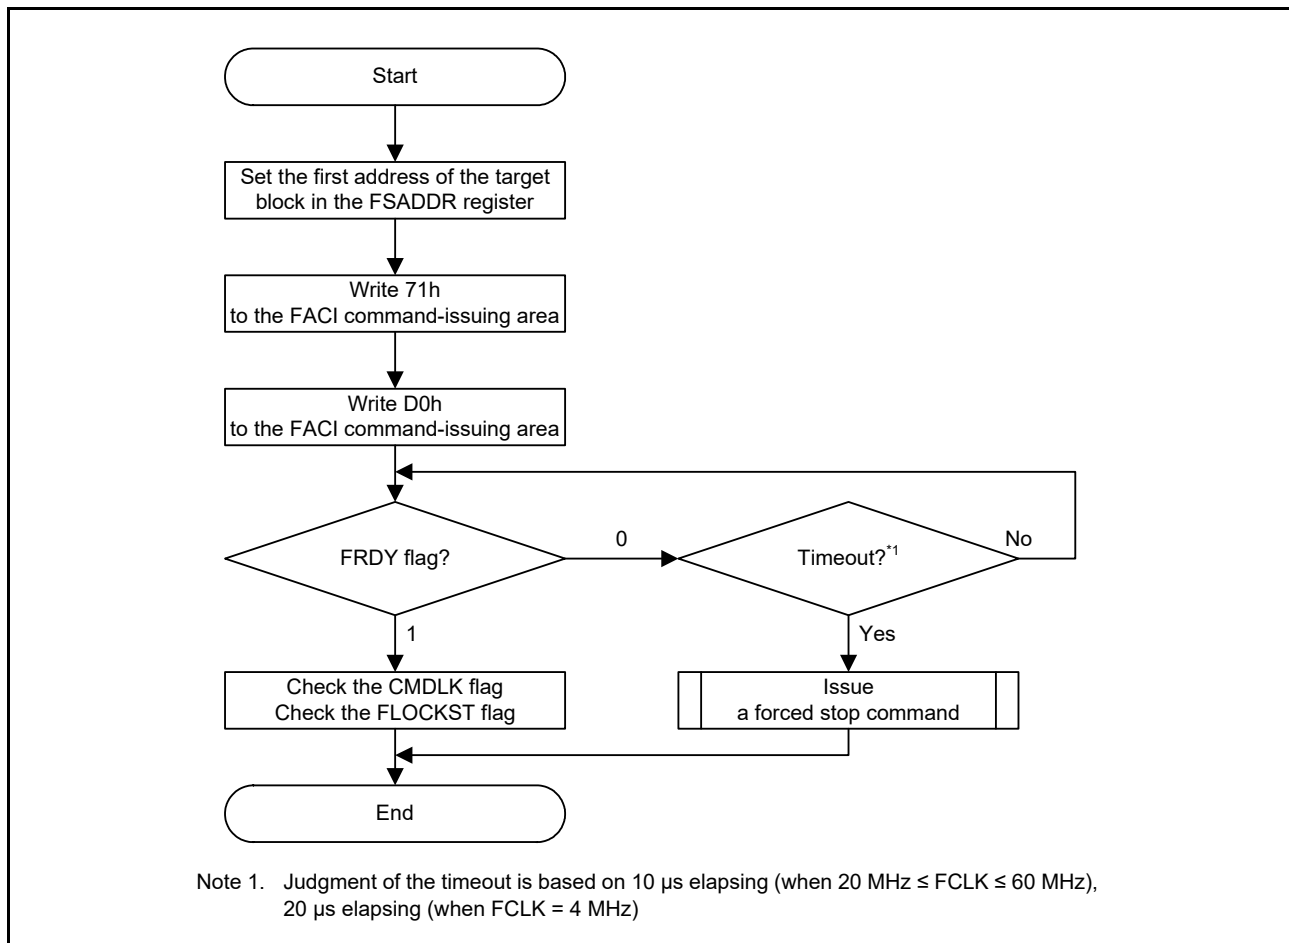 Start
Set the first address of the target
block in the FSADDR register
Write 71h
to the FACI command-issuing area
Write D0h
to the FACI command-issuing area
FRDY flag?
0
Timeout?*1
No
1
Yes
Check the CMDLK flag
Check the FLOCKST flag
Issue
a forced stop command
End
Note 1. Judgment of the timeout is based on 10 µs elapsing (when 20 MHz ≤ FCLK ≤ 60 MHz),
20 µs elapsing (when FCLK = 4 MHz)